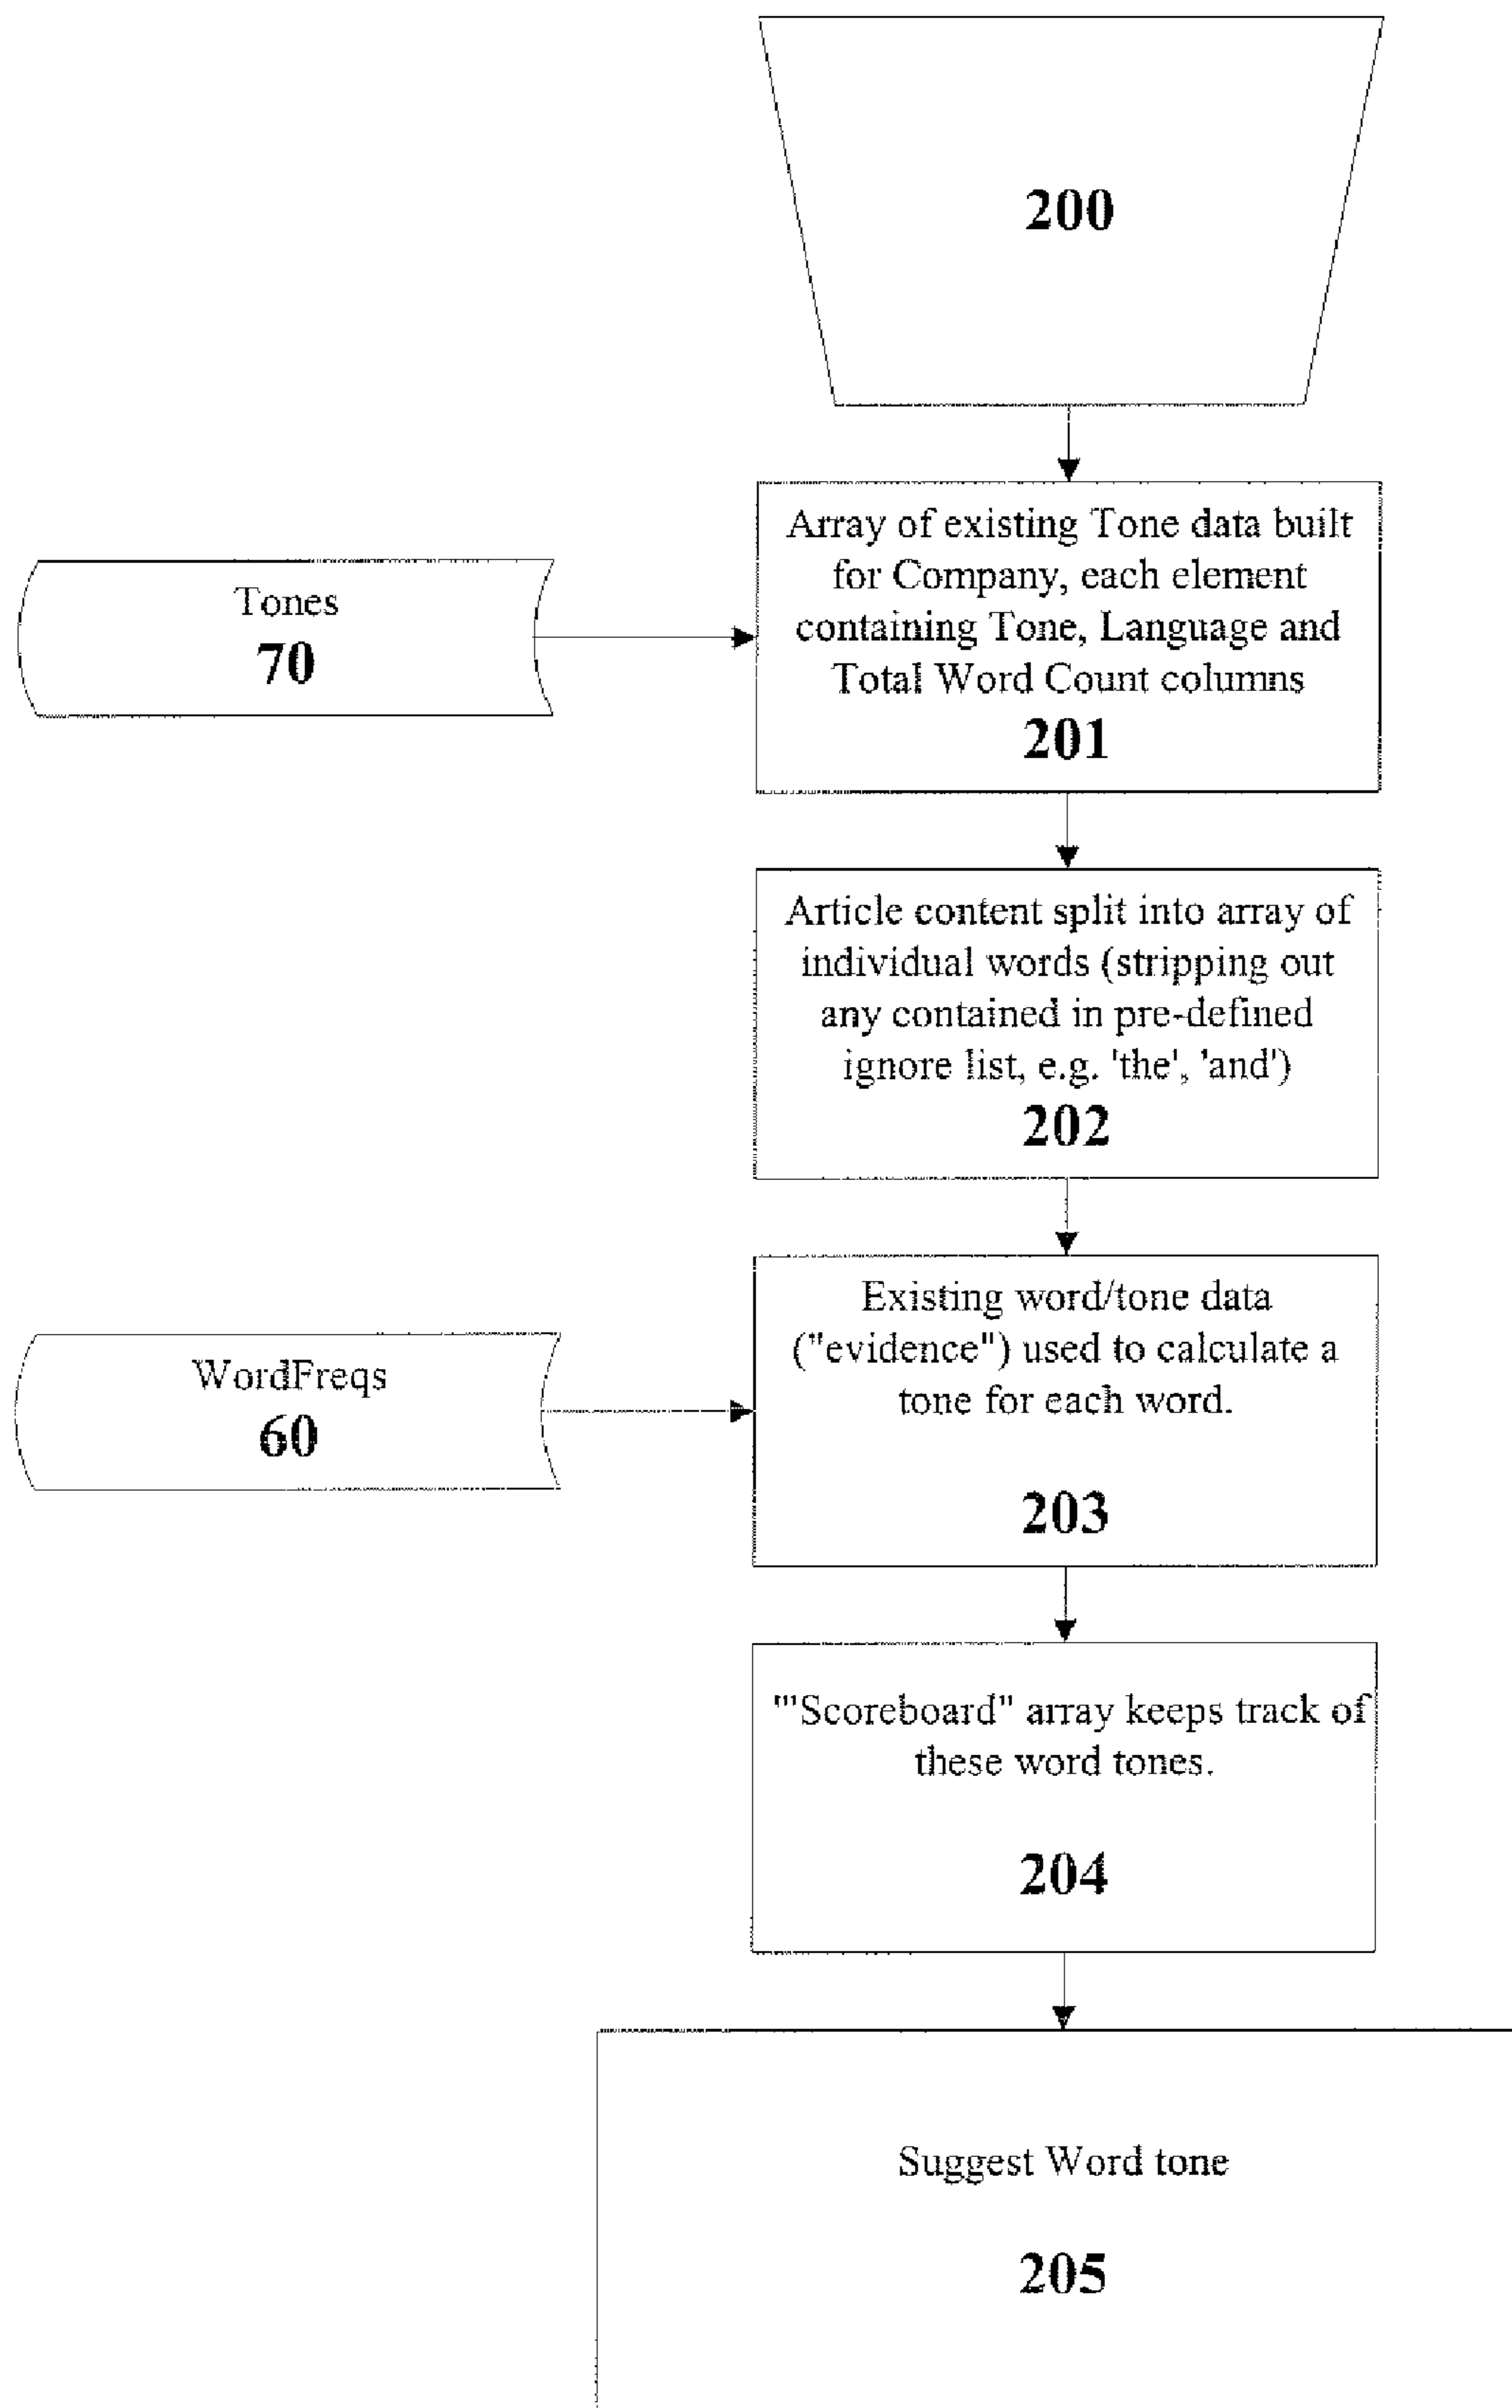 200
Array of existing Tone data built
for Company, each element
containing Tone, Language and
Total Word Count columns
201
Tones
70
Article content split into array of
individual words (stripping out
any contained in pre-defined
ignore list, e.g. 'the', 'and')
202
Existing word/tone data
("evidence") used to calculate a
tone for each word.
203
WordFreqs
60
'"Scoreboard" array keeps track of
these word tones.
204
Suggest Word tone
205